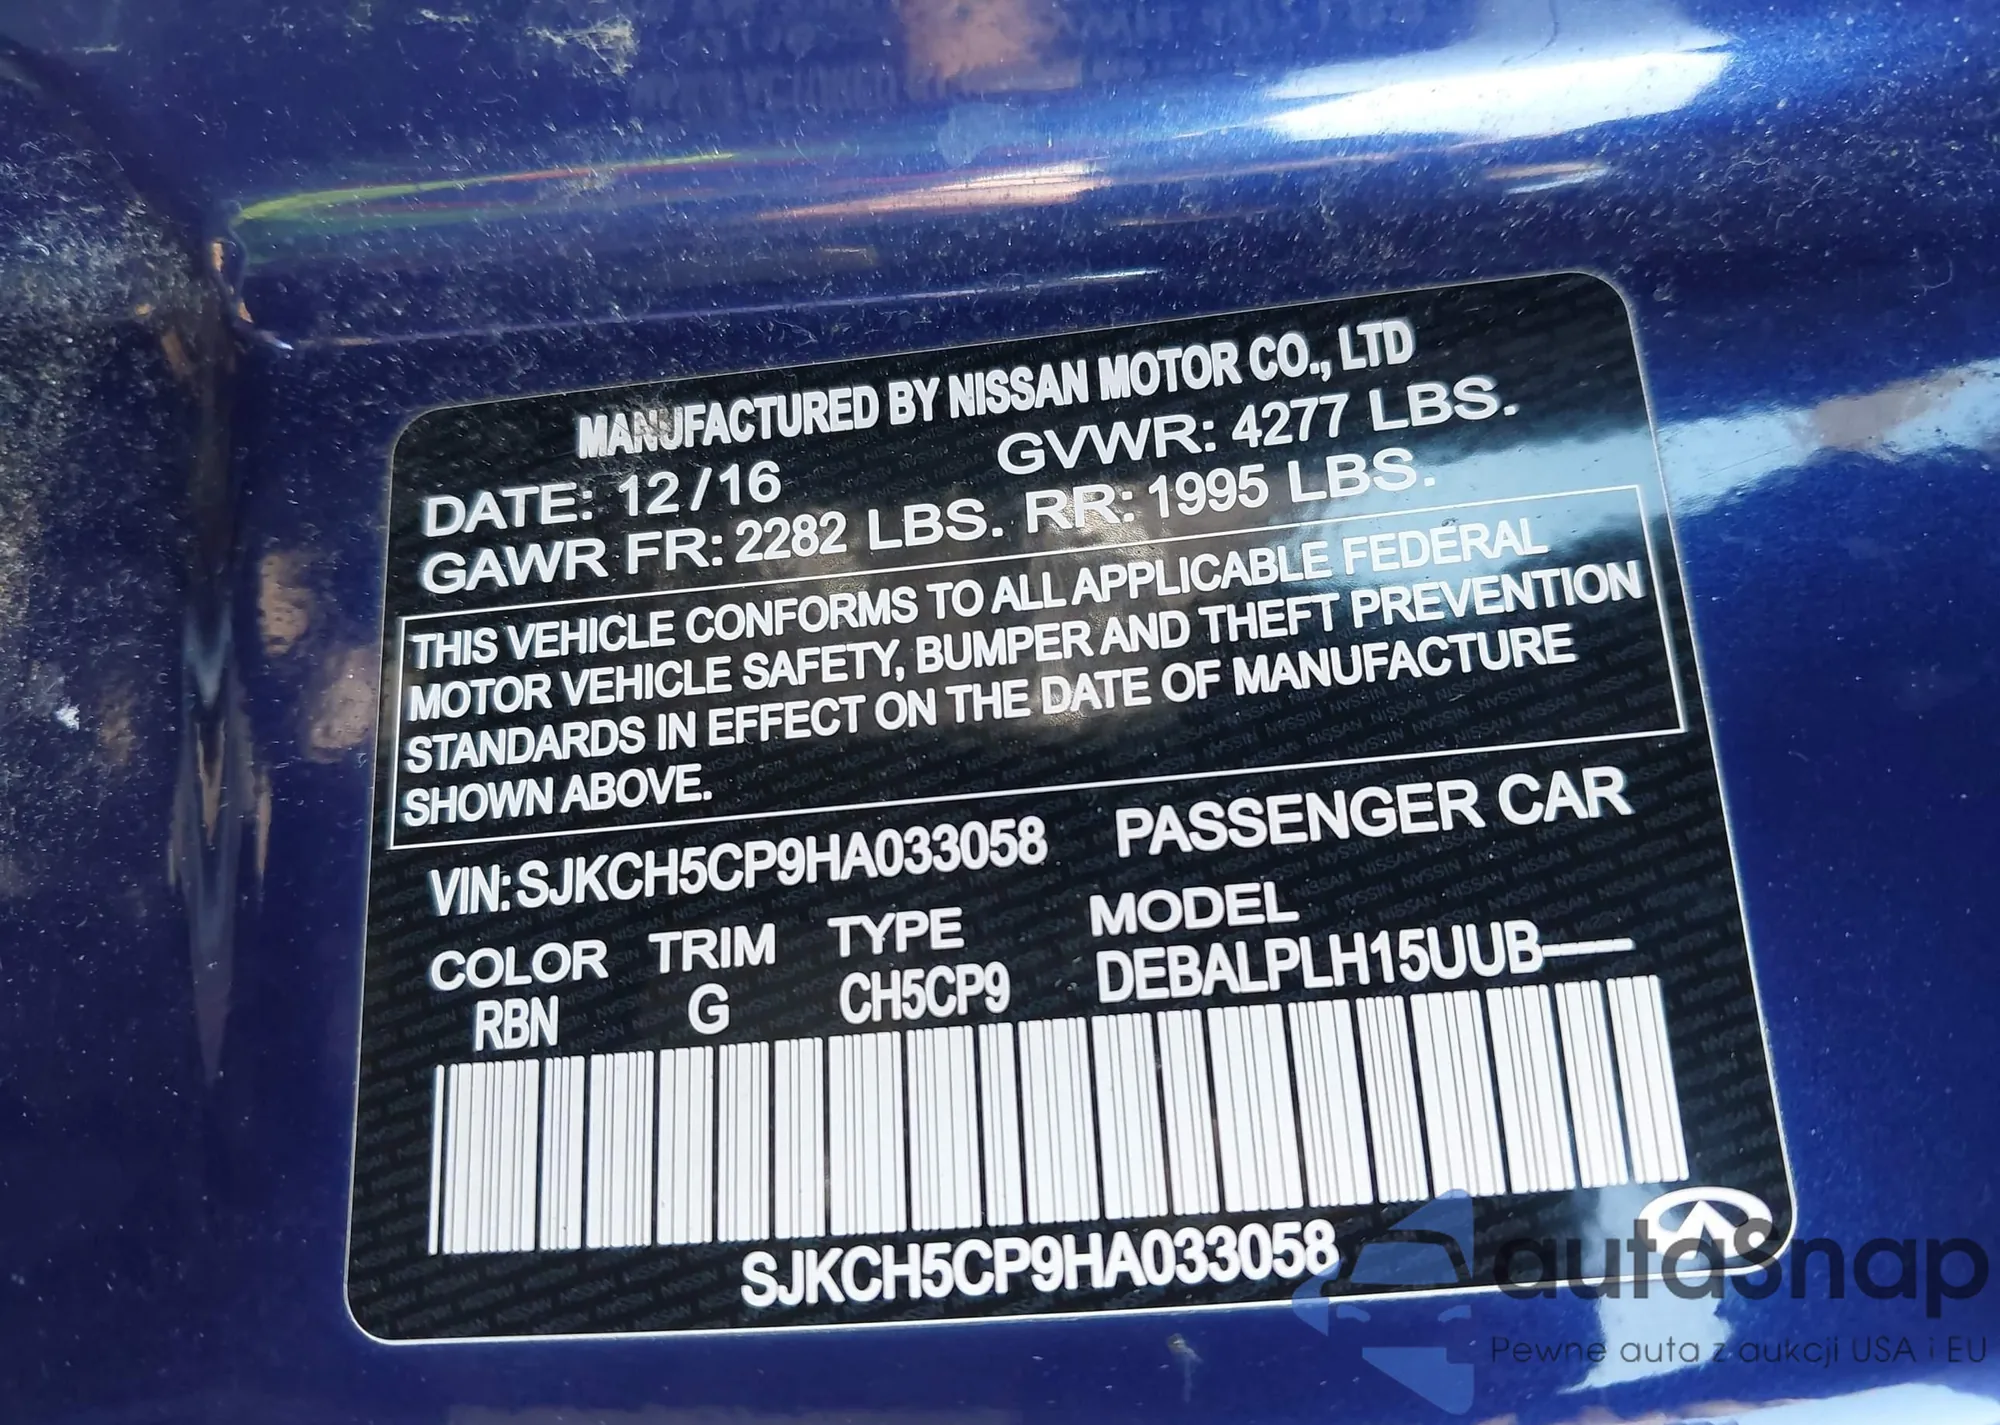 MANUFACTURED BY NISSAN MOTOR CO., LTD
DATE: 12/16 GVWR: 4277 LBS.
GAWR FR: 2282 LBS. RR: 1995 LBS.
THIS VEHICLE CONFORMS TO ALL APPLICABLE FEDERAL
MOTOR VEHICLE SAFETY, BUMPER AND THEFT PREVENTION
STANDARDS IN EFFECT ON THE DATE OF MANUFACTURE
SHOWN ABOVE.
VIN: SJKCH5CP9HA033058 PASSENGER CAR
COLOR TRIM TYPE MODEL
RBN G CH5CP9 DEBALPLH15UUB-----
SJKCH5CP9HA033058
autoSnap
Pewne auta z aukcji USA i EU